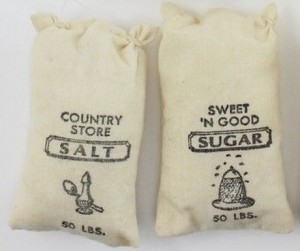 COUNTRY
STORE
SALT
50 LBS.
SWEET
'N GOOD
SUGAR
50 LBS.